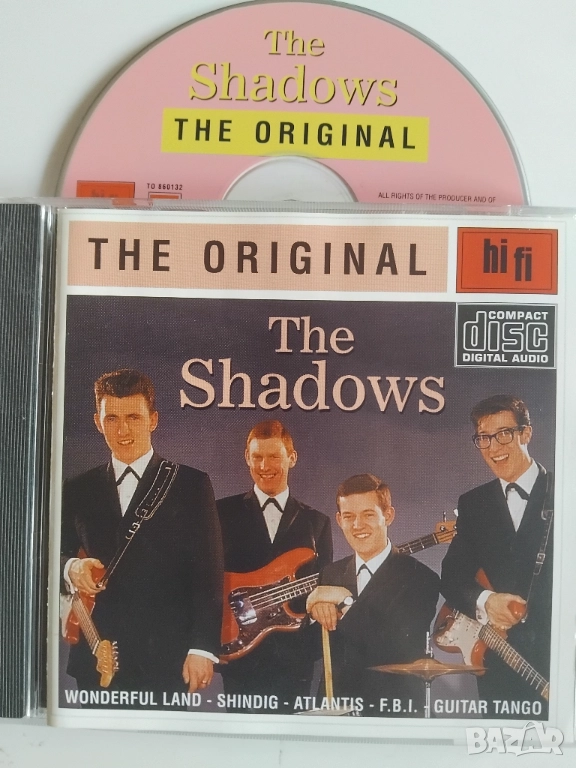 The
Shadows
THE ORIGINAL
TO 860132
ALL RIGHTS OF THE PRODUCER AND OF
THE ORIGINAL
hi fi
COMPACT
disc
DIGITAL AUDIO
The
Shadows
WONDERFUL LAND - SHINDIG - ATLANTIS - F.B.I. - GUITAR TANGO
BAZAR